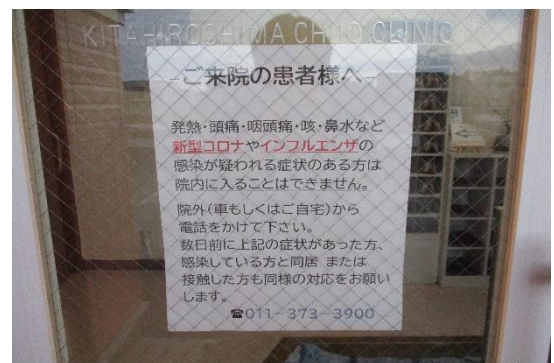 KITAHIROSHIMA CHUO CLINIC
ーご来院の患者様へー
発熱・頭痛・咽頭痛・咳・鼻水など
新型コロナやインフルエンザの
感染が疑われる症状のある方は
院内に入ることはできません。
院外(車もしくはご自宅)から
電話をかけて下さい。
数日前に上記の症状があった方、
感染している方と同居 または
接触した方も同様の対応をお願い
します。
☎011-373-3900